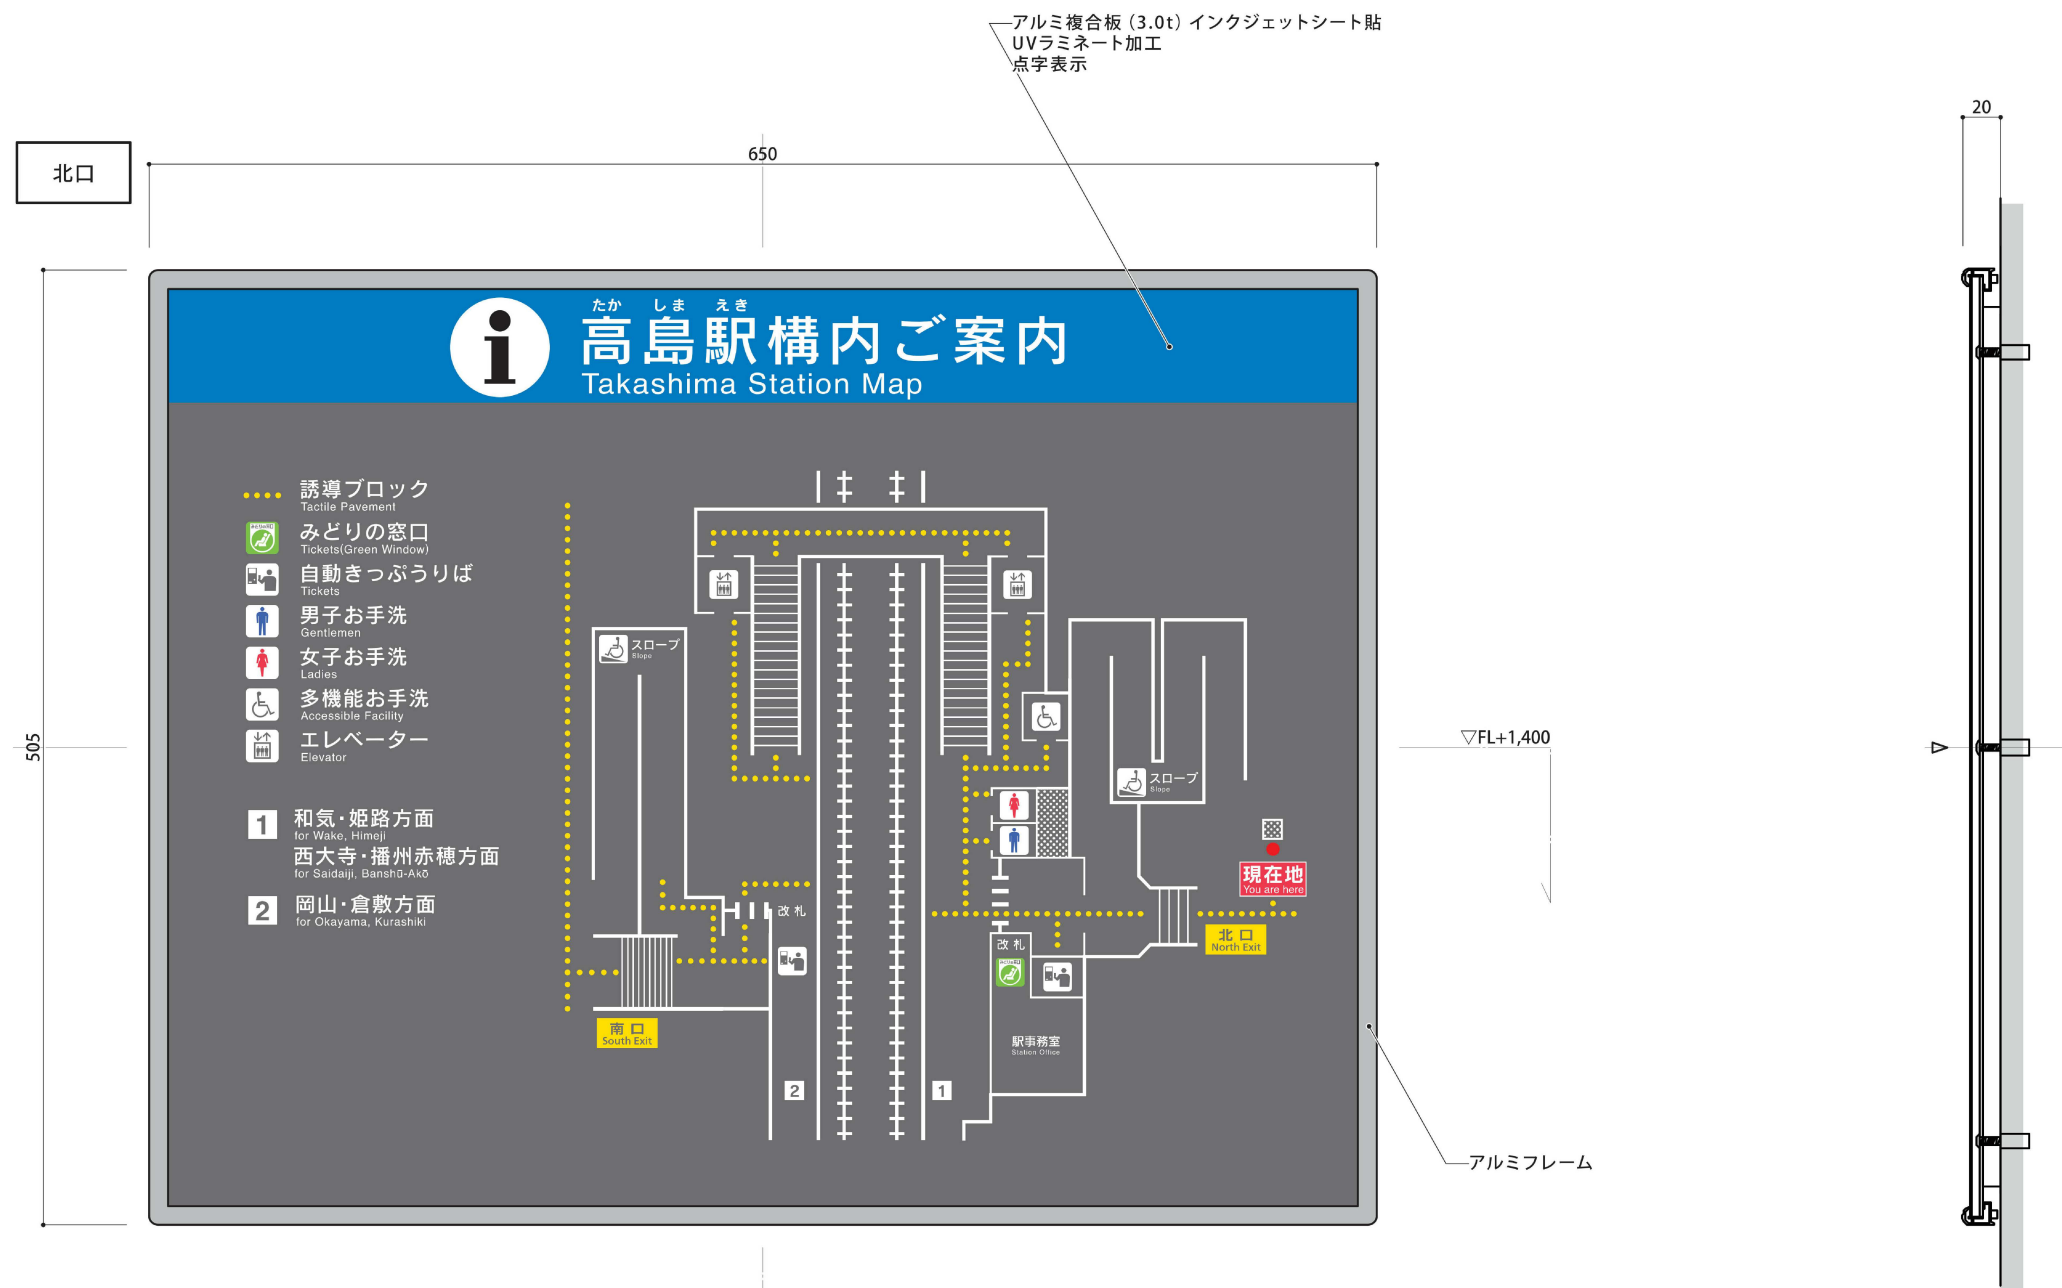 アルミ複合板（3.0t）インクジェットシート貼
UVラミネート加工
点字表示
20
北口
650
たか しま えき
高島駅構内ご案内
Takashima Station Map
誘導ブロック
Tactile Pavement
みどりの窓口
Tickets(Green Window)
自動きっぷうりば
Tickets
男子お手洗
Gentlemen
女子お手洗
Ladies
多機能お手洗
Accessible Facility
エレベーター
Elevator
1
和気・姫路方面
for Wake, Himeji
西大寺・播州赤穂方面
for Saidaiji, Banshū-Akō
2
岡山・倉敷方面
for Okayama, Kurashiki
スロープ
Slope
スロープ
Slope
改札
改札
現在地
You are here
北口
North Exit
南口
South Exit
駅事務室
Station Office
2
1
505
▽FL+1,400
アルミフレーム